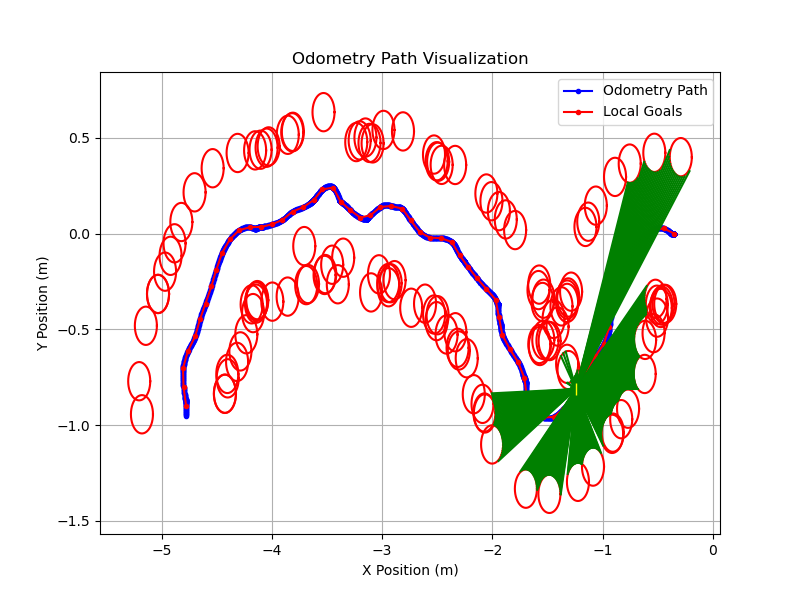 Odometry Path Visualization
Odometry Path
Local Goals
Y Position (m)
0.5
0.0
−0.5
−1.0
−1.5
−5
−4
−3
−2
−1
0
X Position (m)